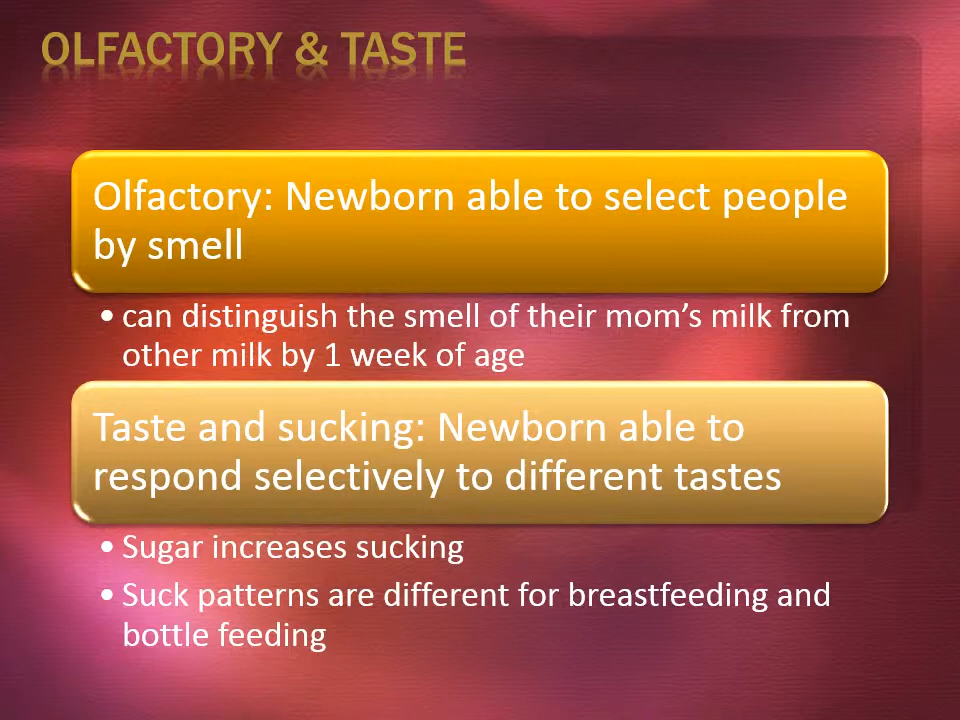 OLFACTORY & TASTE
Olfactory: Newborn able to select people
by smell
• can distinguish the smell of their mom’s milk from
other milk by 1 week of age
Taste and sucking: Newborn able to
respond selectively to different tastes
• Sugar increases sucking
• Suck patterns are different for breastfeeding and
bottle feeding